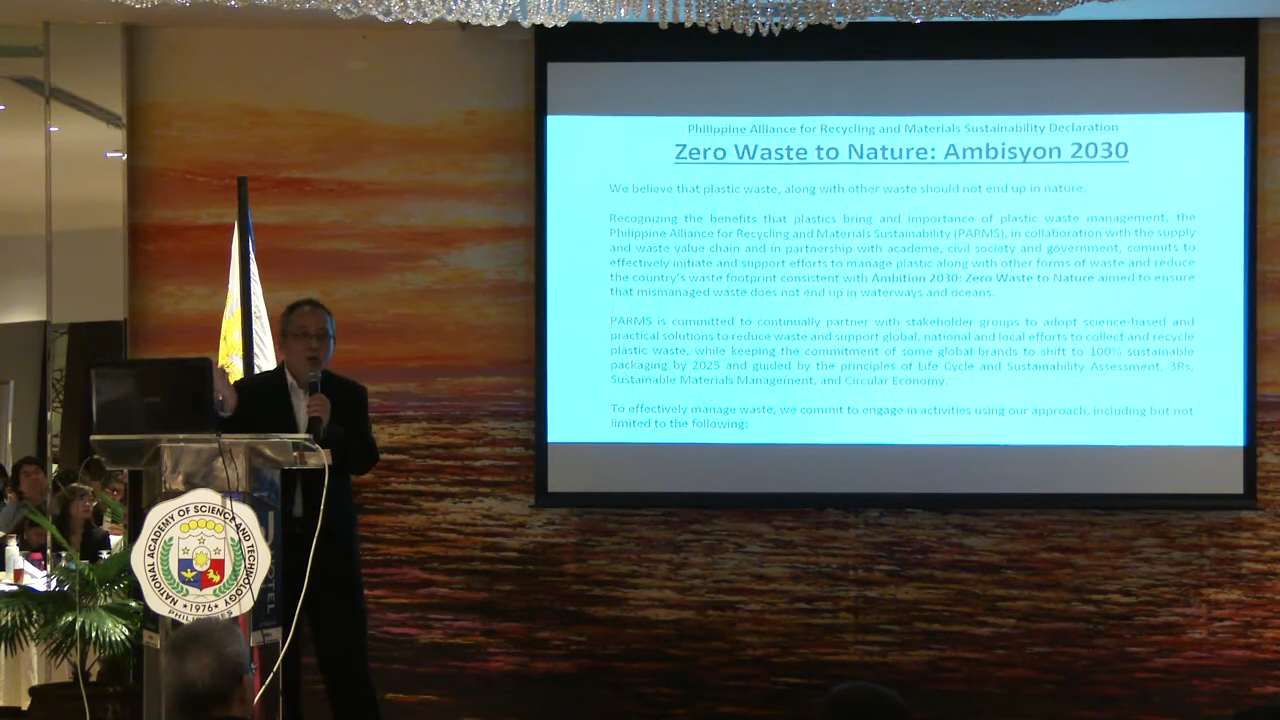 Philippine Alliance for Recycling and Materials Sustainability Declaration
Zero Waste to Nature: Ambisyon 2030
We believe that plastic waste, along with other waste should not end up in nature.
Recognizing the benefits that plastics bring and importance of plastic waste management, the
Philippine Alliance for Recycling and Materials Sustainability (PARMS), in collaboration with the supply
and waste value chain and in partnership with academe, civil society and government, commits to
effectively initiate and support efforts to manage plastic along with other forms of waste and reduce
the country's waste footprint consistent with Ambition 2030: Zero Waste to Nature aimed to ensure
that mismanaged waste does not end up in waterways and oceans.
PARMS is committed to continually partner with stakeholder groups to adopt science-based and
practical solutions to reduce waste and support global, national and local efforts to collect and recycle
plastic waste, while keeping the commitment of some global brands to shift to 100% sustainable
packaging by 2025 and guided by the principles of Life Cycle and Sustainability Assessment, 3Rs,
Sustainable Materials Management, and Circular Economy.
To effectively manage waste, we commit to engage in activities using our approach, including but not
limited to the following:
NATIONAL ACADEMY OF SCIENCE AND TECHNOLOGY
★1976★
PHILIPPINES
HOTEL